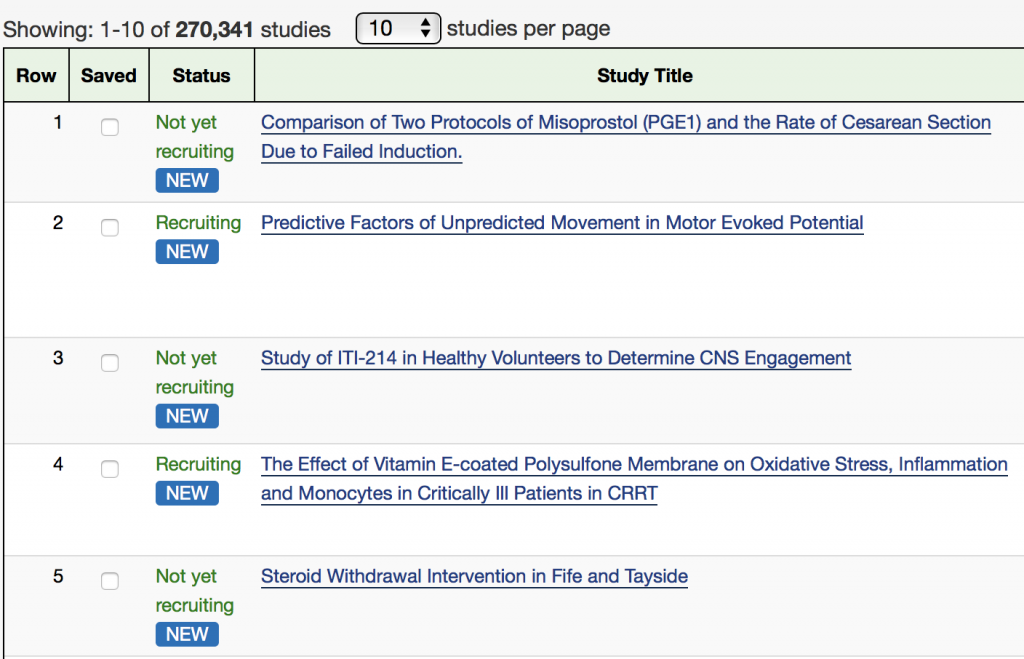 Showing: 1-10 of 270,341 studies 10 studies per page
Row Saved Status Study Title
1 Not yet Comparison of Two Protocols of Misoprostol (PGE1) and the Rate of Cesarean Section
recruiting Due to Failed Induction.
NEW
2 Recruiting Predictive Factors of Unpredicted Movement in Motor Evoked Potential
NEW
3 Not yet Study of ITI-214 in Healthy Volunteers to Determine CNS Engagement
recruiting
NEW
4 Recruiting The Effect of Vitamin E-coated Polysulfone Membrane on Oxidative Stress, Inflammation
NEW and Monocytes in Critically Ill Patients in CRRT
5 Not yet Steroid Withdrawal Intervention in Fife and Tayside
recruiting
NEW